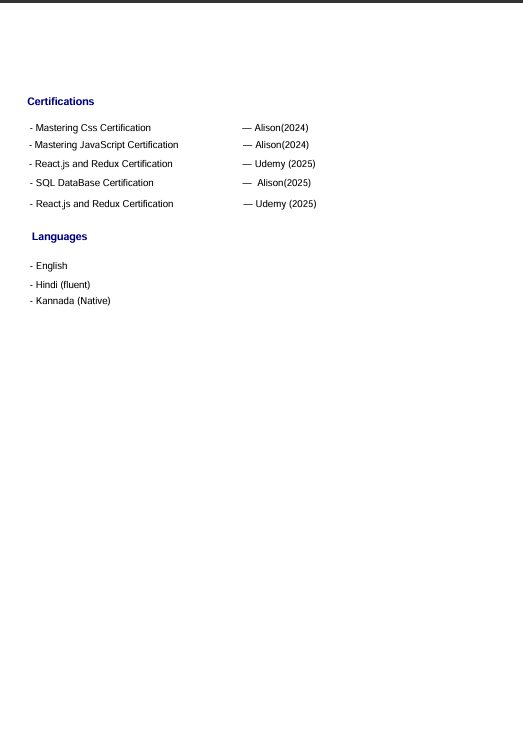 Certifications
- Mastering Css Certification — Alison(2024)
- Mastering JavaScript Certification — Alison(2024)
- React.js and Redux Certification — Udemy (2025)
- SQL DataBase Certification — Alison(2025)
- React.js and Redux Certification — Udemy (2025)
Languages
- English
- Hindi (fluent)
- Kannada (Native)